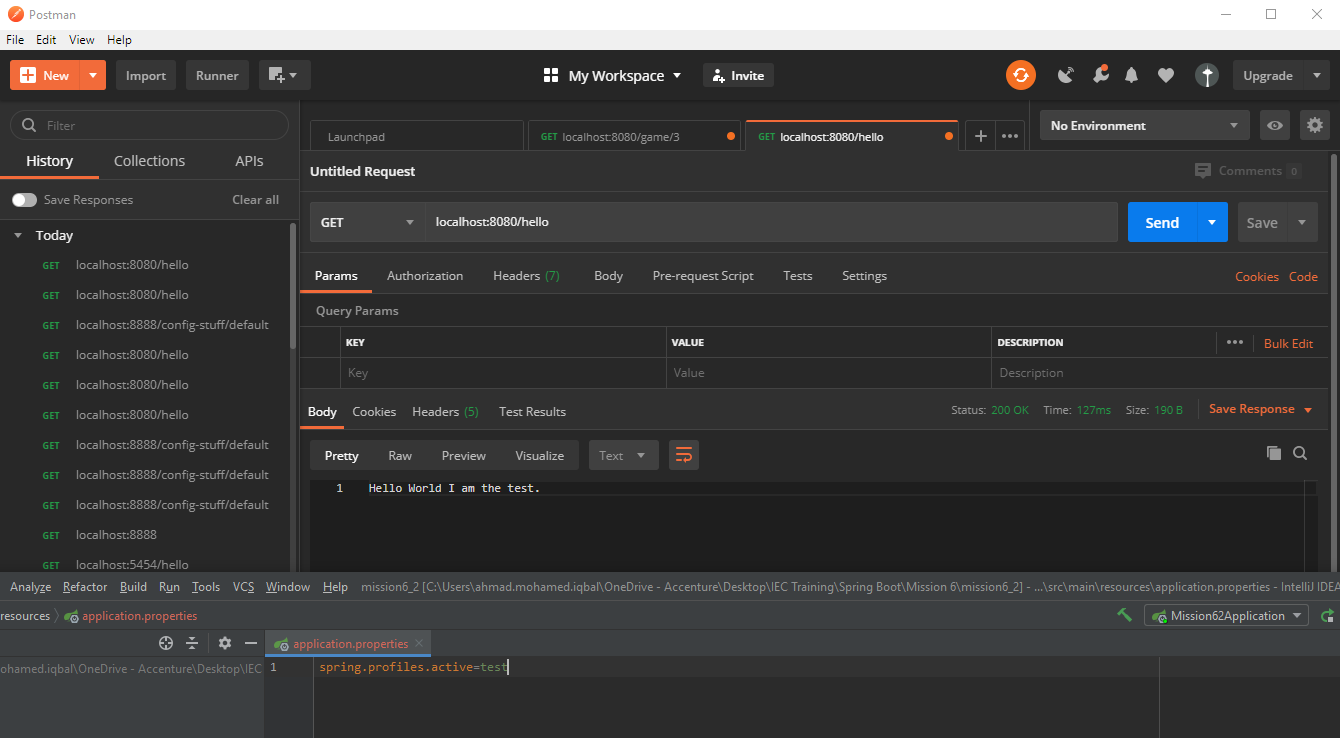 Postman
File Edit View Help
New Import Runner My Workspace Invite Upgrade
Filter
History Collections APIs
Save Responses Clear all
Today
GET localhost:8080/hello
GET localhost:8080/hello
GET localhost:8888/config-stuff/default
GET localhost:8080/hello
GET localhost:8080/hello
GET localhost:8080/hello
GET localhost:8888/config-stuff/default
GET localhost:8888/config-stuff/default
GET localhost:8888/config-stuff/default
GET localhost:8888
GET localhost:5454/hello
Launchpad GET localhost:8080/game/3 GET localhost:8080/hello No Environment
Untitled Request Comments 0
GET localhost:8080/hello Send Save
Params Authorization Headers (7) Body Pre-request Script Tests Settings Cookies Code
Query Params
KEY VALUE DESCRIPTION Bulk Edit
Key Value Description
Body Cookies Headers (5) Test Results Status: 200 OK Time: 127ms Size: 190 B Save Response
Pretty Raw Preview Visualize Text
1 Hello World I am the test.
Analyze Refactor Build Run Tools VCS Window Help mission6_2 [C:\Users\ahmad.mohamed.iqbal\OneDrive - Accenture\Desktop\IEC Training\Spring Boot\Mission 6\mission6_2] - ...\src\main\resources\application.properties - IntelliJ IDEA
resources application.properties Mission62Application
application.properties
ohamed.iqbal\OneDrive - Accenture\Desktop\IEC
1 spring.profiles.active=test